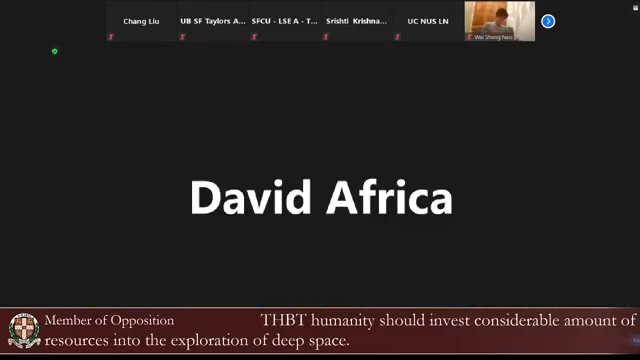 Chang Liu
UB SF Taylors A...
SFCU - LSE A - T...
Srishti Krishna...
UC NUS LN
Wei Sheng Neo
David Africa
Member of Opposition
THBT humanity should invest considerable amount of
resources into the exploration of deep space.